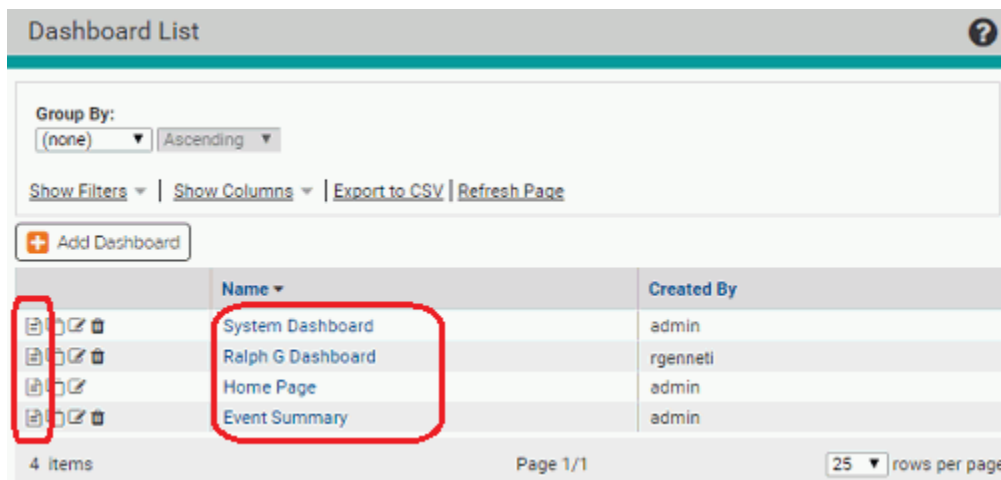 Dashboard List
Group By:
(none) Ascending
Show Filters | Show Columns | Export to CSV | Refresh Page
Add Dashboard
Name Created By
System Dashboard admin
Ralph G Dashboard rgenneti
Home Page admin
Event Summary admin
4 items Page 1/1 25 rows per page